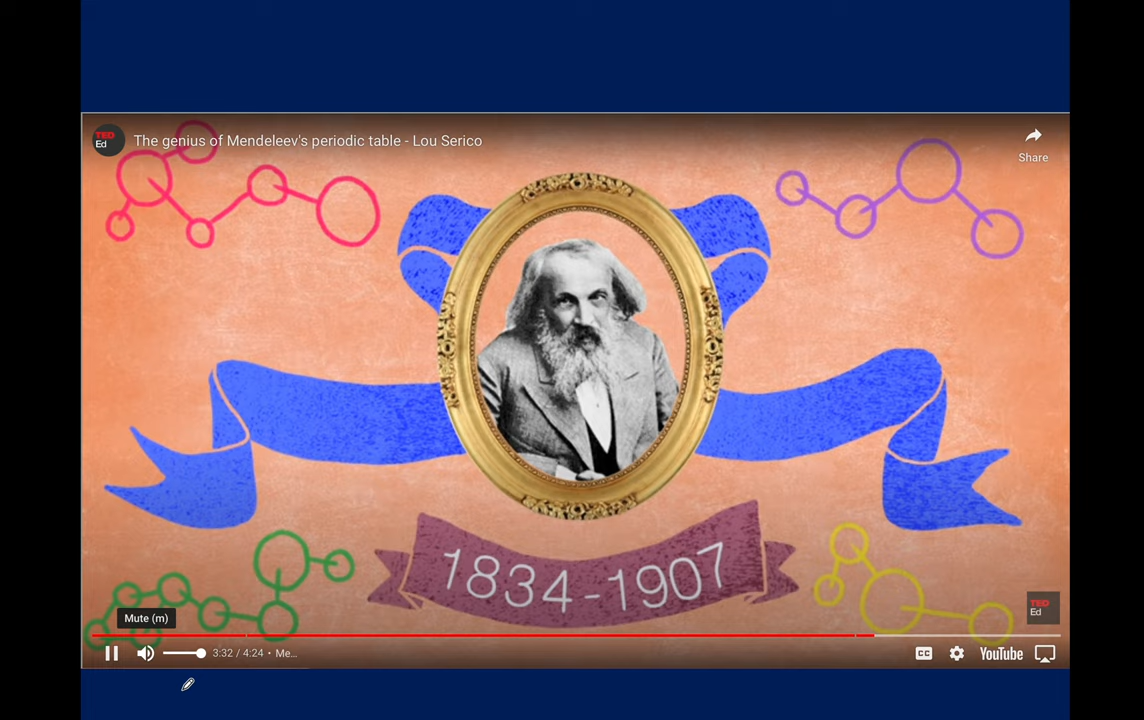 TED
Ed
The genius of Mendeleev's periodic table - Lou Serico
Share
1834-1907
TED
Ed
Mute (m)
3:32 / 4:24 • Me...
CC
YouTube